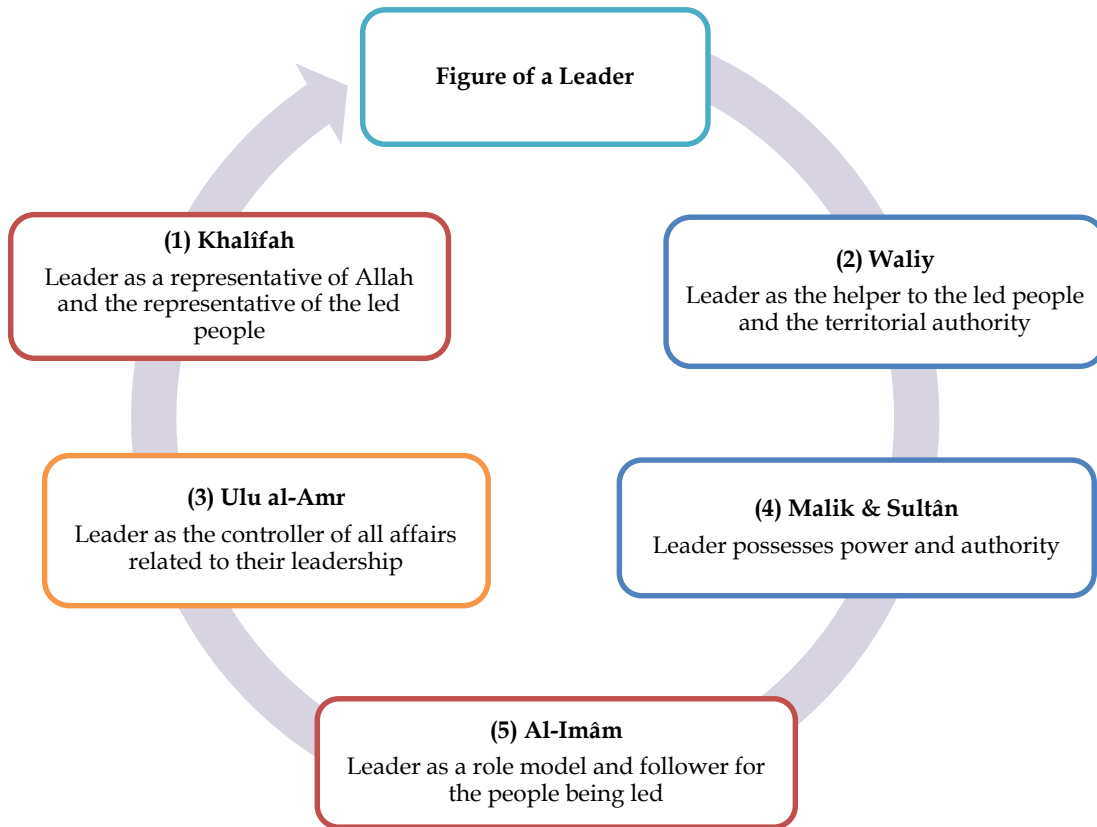 Figure of a Leader
(1) Khalîfah
Leader as a representative of Allah
and the representative of the led
people
(2) Waliy
Leader as the helper to the led people
and the territorial authority
(3) Ulu al-Amr
Leader as the controller of all affairs
related to their leadership
(4) Malik & Sultân
Leader possesses power and authority
(5) Al-Imâm
Leader as a role model and follower for
the people being led